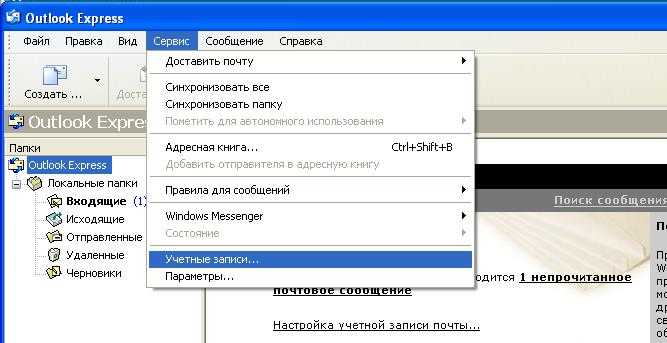 Outlook Express
Файл Правка Вид Сервис Сообщение Справка
Создать ...
Outlook Expre
Доставить почту
Синхронизовать все
Синхронизовать папку
Пометить для автономного использования
Адресная книга... Ctrl+Shift+B
Добавить отправителя в адресную книгу
Правила для сообщений
Windows Messenger
Состояние
Учетные записи...
Параметры...
Папки
Outlook Express
Локальные папки
Входящие (1)
Исходящие
Отправленные
Удаленные
Черновики
Поиск сообщения
одится 1 непрочитанное
почтовое сообщение
Настройка учетной записи почты...